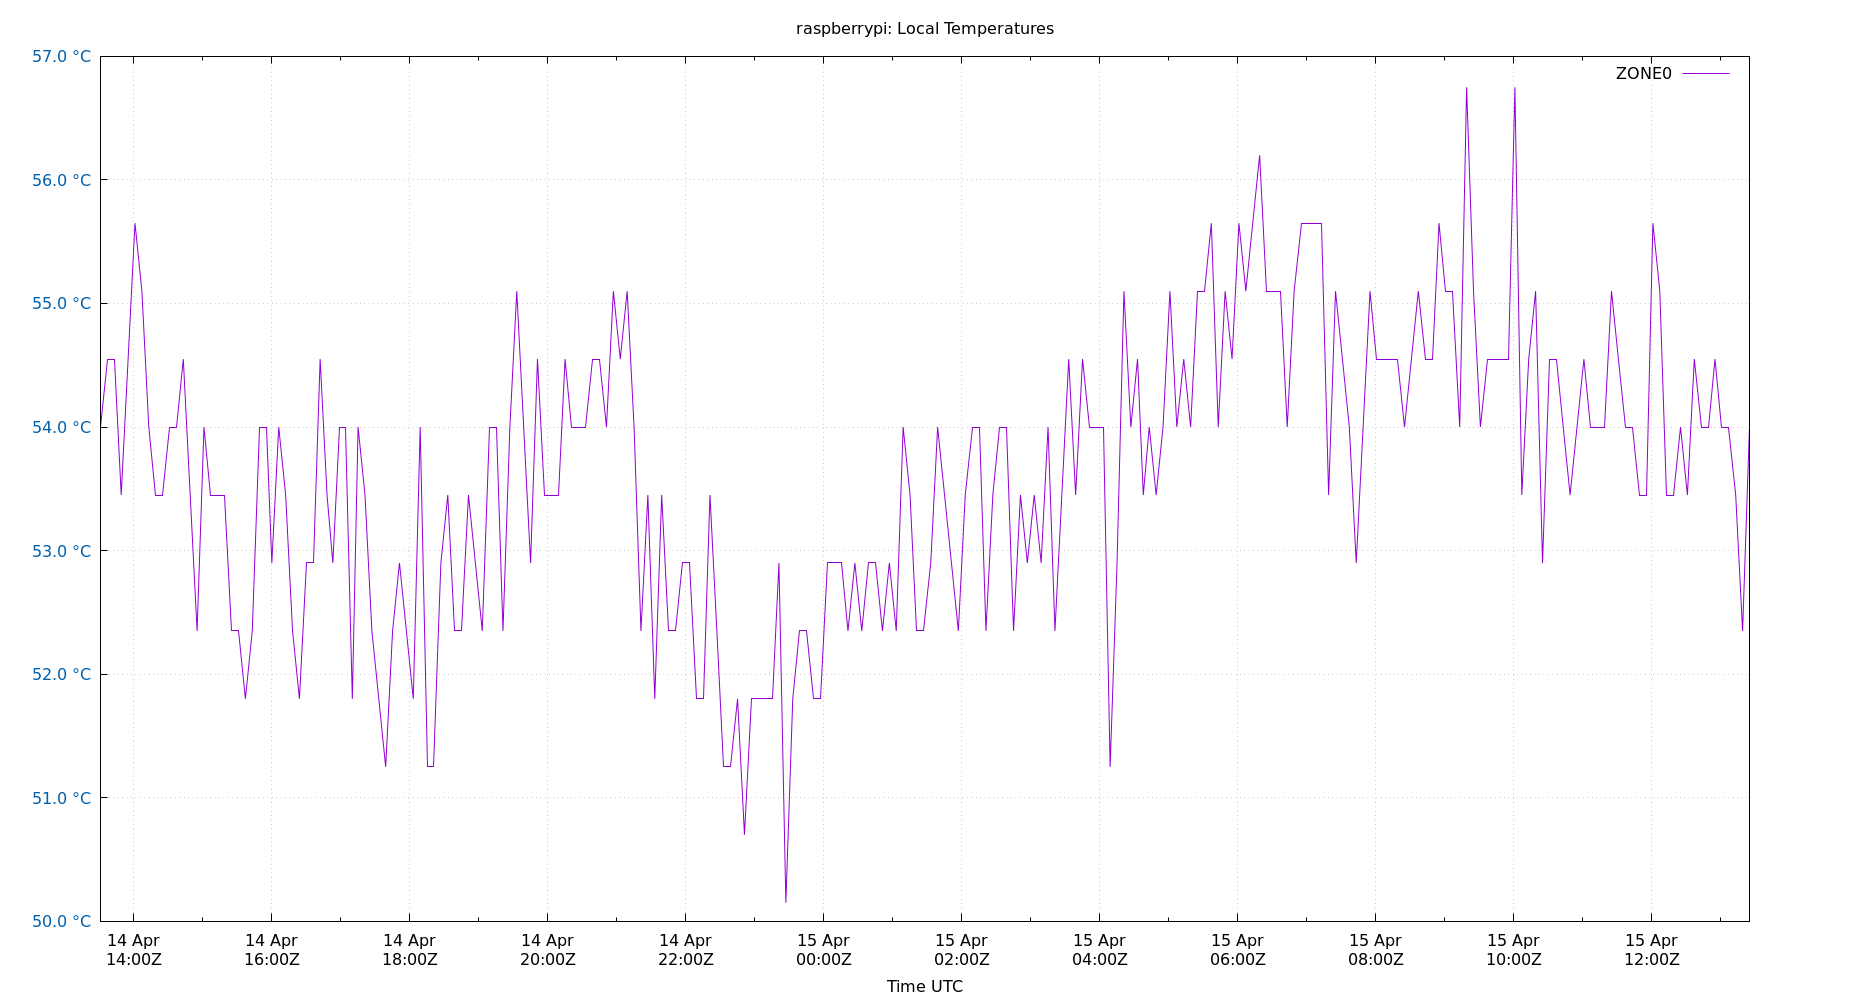 raspberrypi: Local Temperatures
57.0 °C
ZONE0
56.0 °C
55.0 °C
54.0 °C
53.0 °C
52.0 °C
51.0 °C
50.0 °C
14 Apr 14 Apr 14 Apr 14 Apr 14 Apr 15 Apr 15 Apr 15 Apr 15 Apr 15 Apr 15 Apr 15 Apr
14:00Z 16:00Z 18:00Z 20:00Z 22:00Z 00:00Z 02:00Z 04:00Z 06:00Z 08:00Z 10:00Z 12:00Z
Time UTC